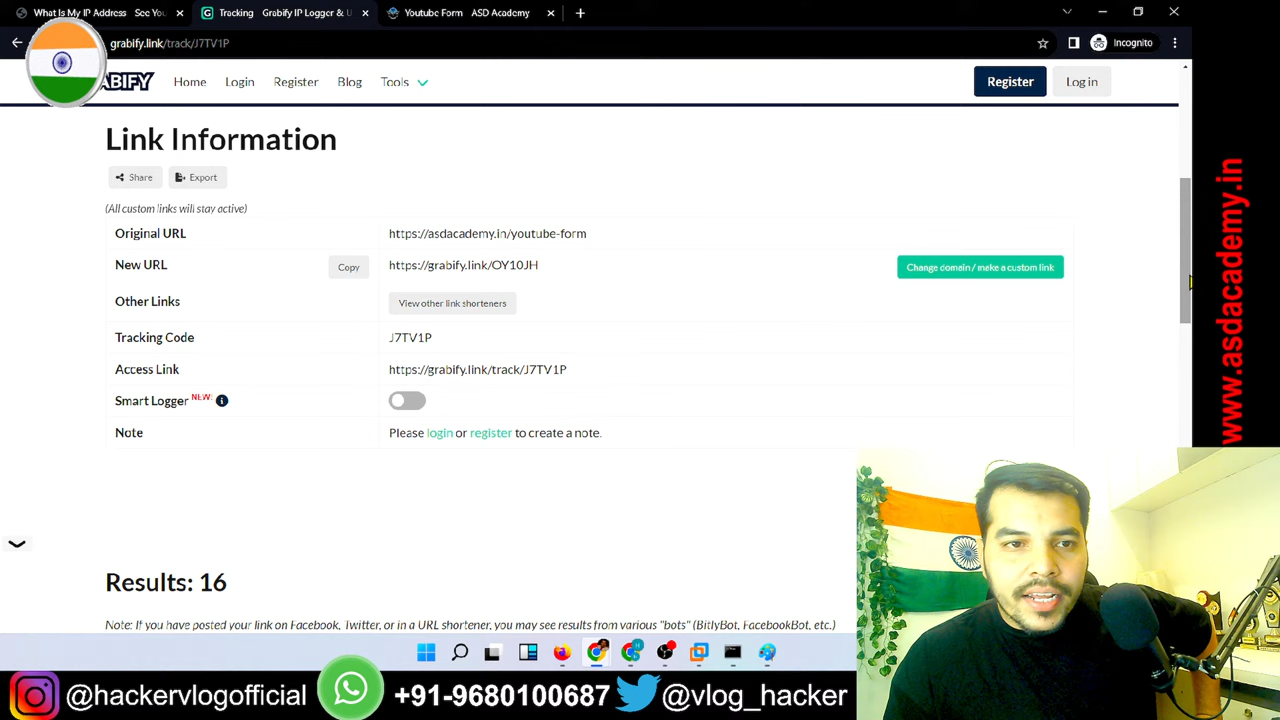 What Is My IP Address See You
Tracking Grabify IP Logger & U
Youtube Form ASD Academy
grabify.link/track/J7TV1P
Incognito
ABIFY
Home
Login
Register
Blog
Tools
Register
Log in
Link Information
Share
Export
(All custom links will stay active)
Original URL
https://asdacademy.in/youtube-form
New URL
Copy
https://grabify.link/OY10JH
Change domain / make a custom link
Other Links
View other link shorteners
Tracking Code
J7TV1P
Access Link
https://grabify.link/track/J7TV1P
Smart Logger NEW!
Note
Please login or register to create a note.
Results: 16
Note: If you have posted your link on Facebook, Twitter, or in a URL shortener, you may see results from various "bots" (BitlyBot, FacebookBot, etc.)
www.asdacademy.in
@hackervlogofficial
+91-9680100687
@vlog_hacker